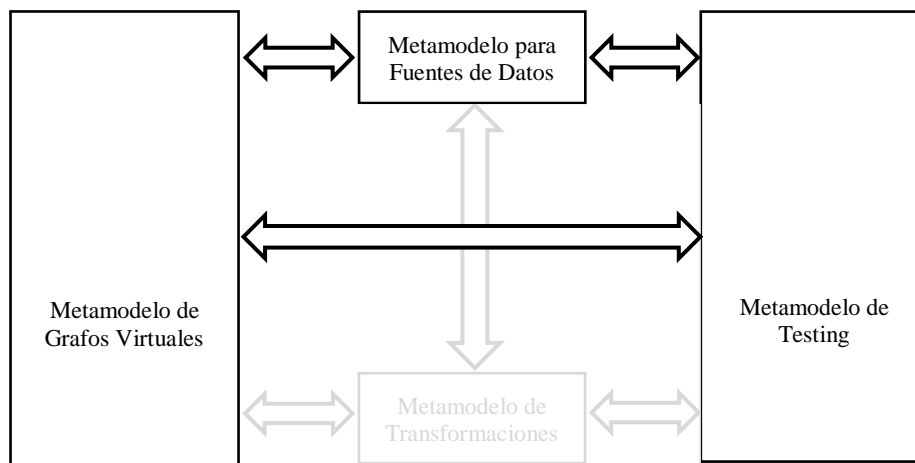 Metamodelo para
Fuentes de Datos
Metamodelo de
Grafos Virtuales
Metamodelo de
Testing
Metamodelo de
Transformaciones